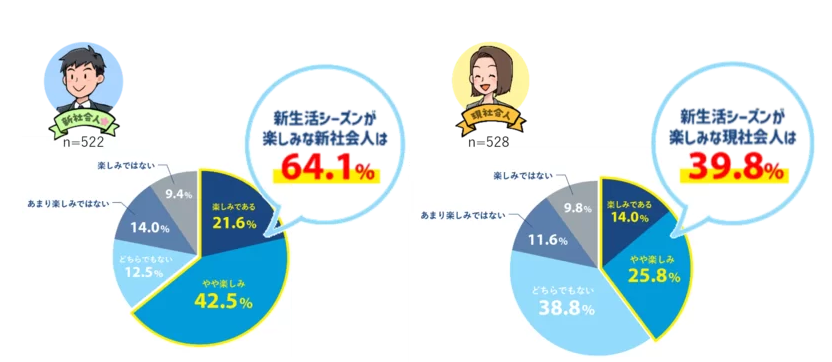 新社会人
n=522
新生活シーズンが
楽しみな新社会人は
64.1%
楽しみではない
9.4%
あまり楽しみではない
14.0%
どちらでもない
12.5%
楽しみである
21.6%
やや楽しみ
42.5%
現社会人
n=528
新生活シーズンが
楽しみな現社会人は
39.8%
楽しみではない
9.8%
あまり楽しみではない
11.6%
どちらでもない
38.8%
楽しみである
14.0%
やや楽しみ
25.8%